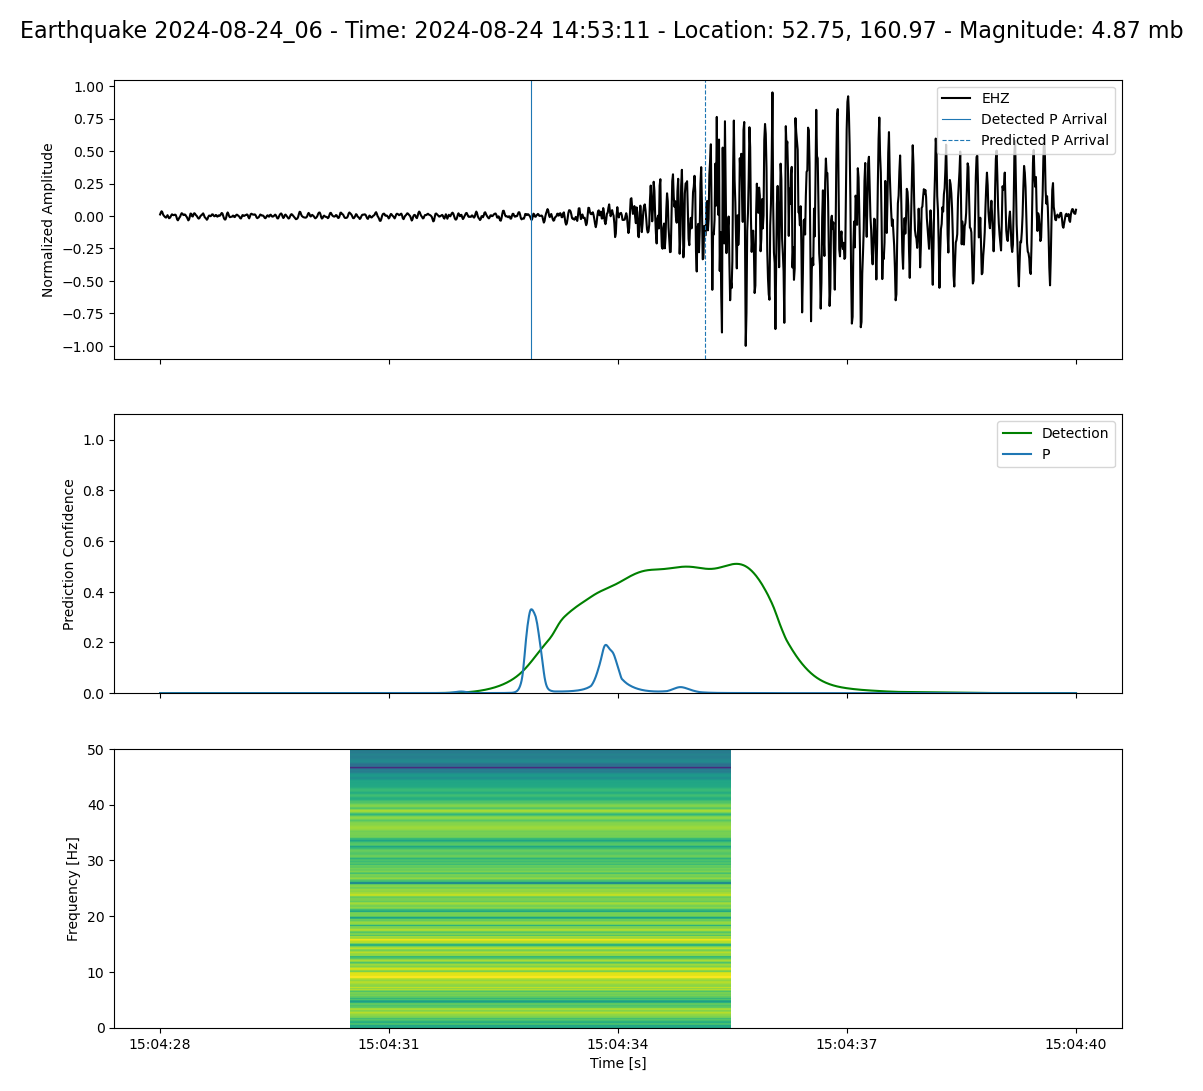 Earthquake 2024-08-24_06 - Time: 2024-08-24 14:53:11 - Location: 52.75, 160.97 - Magnitude: 4.87 mb
1.00
0.75
0.50
0.25
0.00
−0.25
−0.50
−0.75
−1.00
Normalized Amplitude
EHZ
Detected P Arrival
Predicted P Arrival
1.0
0.8
0.6
0.4
0.2
0.0
Prediction Confidence
Detection
P
50
40
30
20
10
0
Frequency [Hz]
15:04:28 15:04:31 15:04:34 15:04:37 15:04:40
Time [s]